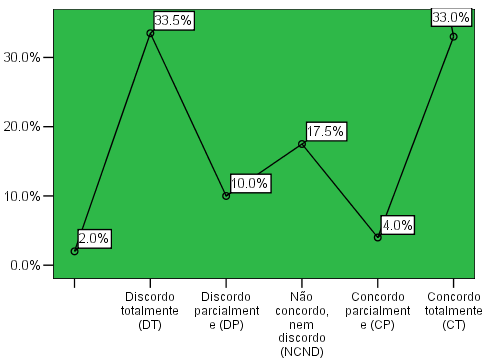 33.5%
33.0%
30.0%
20.0%
17.5%
10.0%
10.0%
4.0%
2.0%
0.0%
Discordo
totalmente
(DT)
Discordo
parcialment
e (DP)
Não
concordo,
nem
discordo
(NCND)
Concordo
parcialment
e (CP)
Concordo
totalmente
(CT)